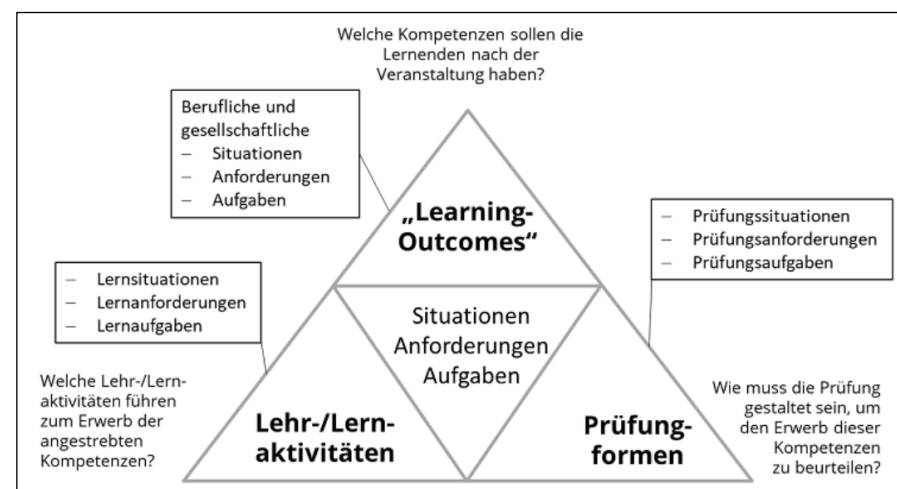 Welche Kompetenzen sollen die
Lernenden nach der
Veranstaltung haben?
Berufliche und
gesellschaftliche
– Situationen
– Anforderungen
– Aufgaben
„Learning-
Outcomes“
– Prüfungssituationen
– Prüfungsanforderungen
– Prüfungsaufgaben
– Lernsituationen
– Lernanforderungen
– Lernaufgaben
Situationen
Anforderungen
Aufgaben
Welche Lehr-/Lern-
aktivitäten führen
zum Erwerb der
angestrebten
Kompetenzen?
Lehr-/Lern-
aktivitäten
Prüfung-
formen
Wie muss die Prüfung
gestaltet sein, um
den Erwerb dieser
Kompetenzen
zu beurteilen?